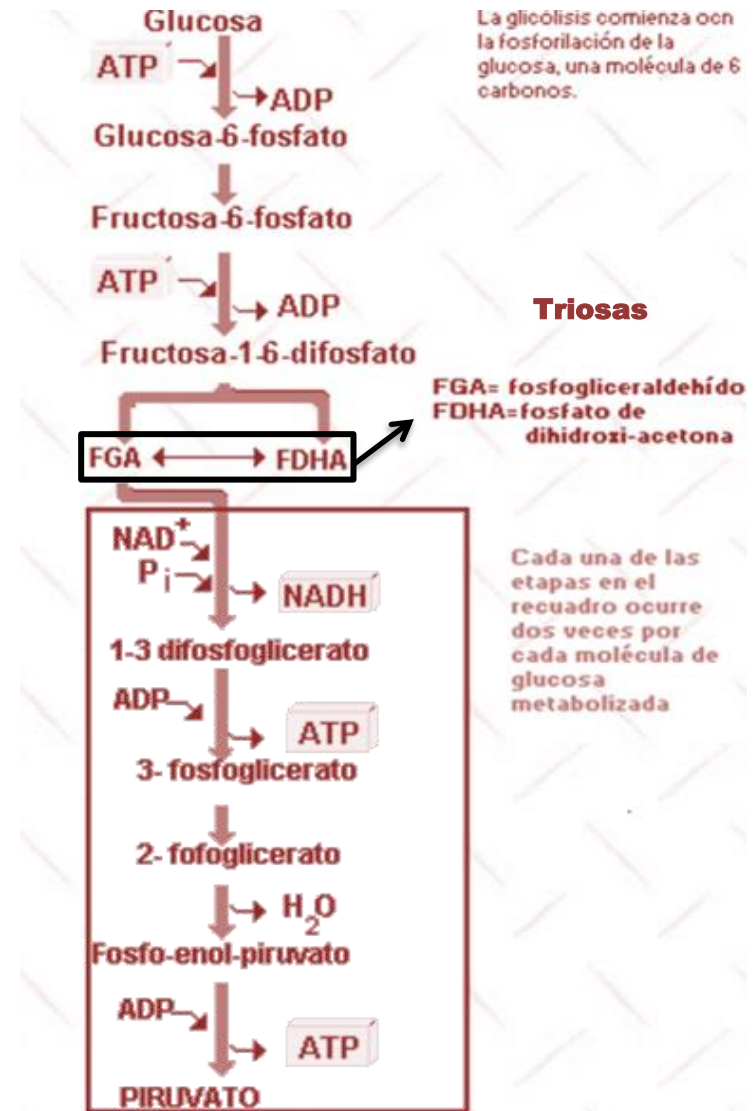 Glucosa
La glicólisis comienza ocn
la fosforilación de la
glucosa, una molécula de 6
carbonos.
ATP
ADP
Glucosa-6-fosfato
Fructosa-6-fosfato
ATP
ADP
Triosas
Fructosa-1-6-difosfato
FGA= fosfogliceraldehído
FDHA=fosfato de
dihidroxi-acetona
FGA
FDHA
NAD+
Pi
NADH
Cada una de las
etapas en el
recuadro ocurre
dos veces por
cada molécula de
glucosa
metabolizada
1-3 difosfoglicerato
ADP
ATP
3- fosfoglicerato
2- fofoglicerato
H2O
Fosfo-enol-piruvato
ADP
ATP
PIRUVATO